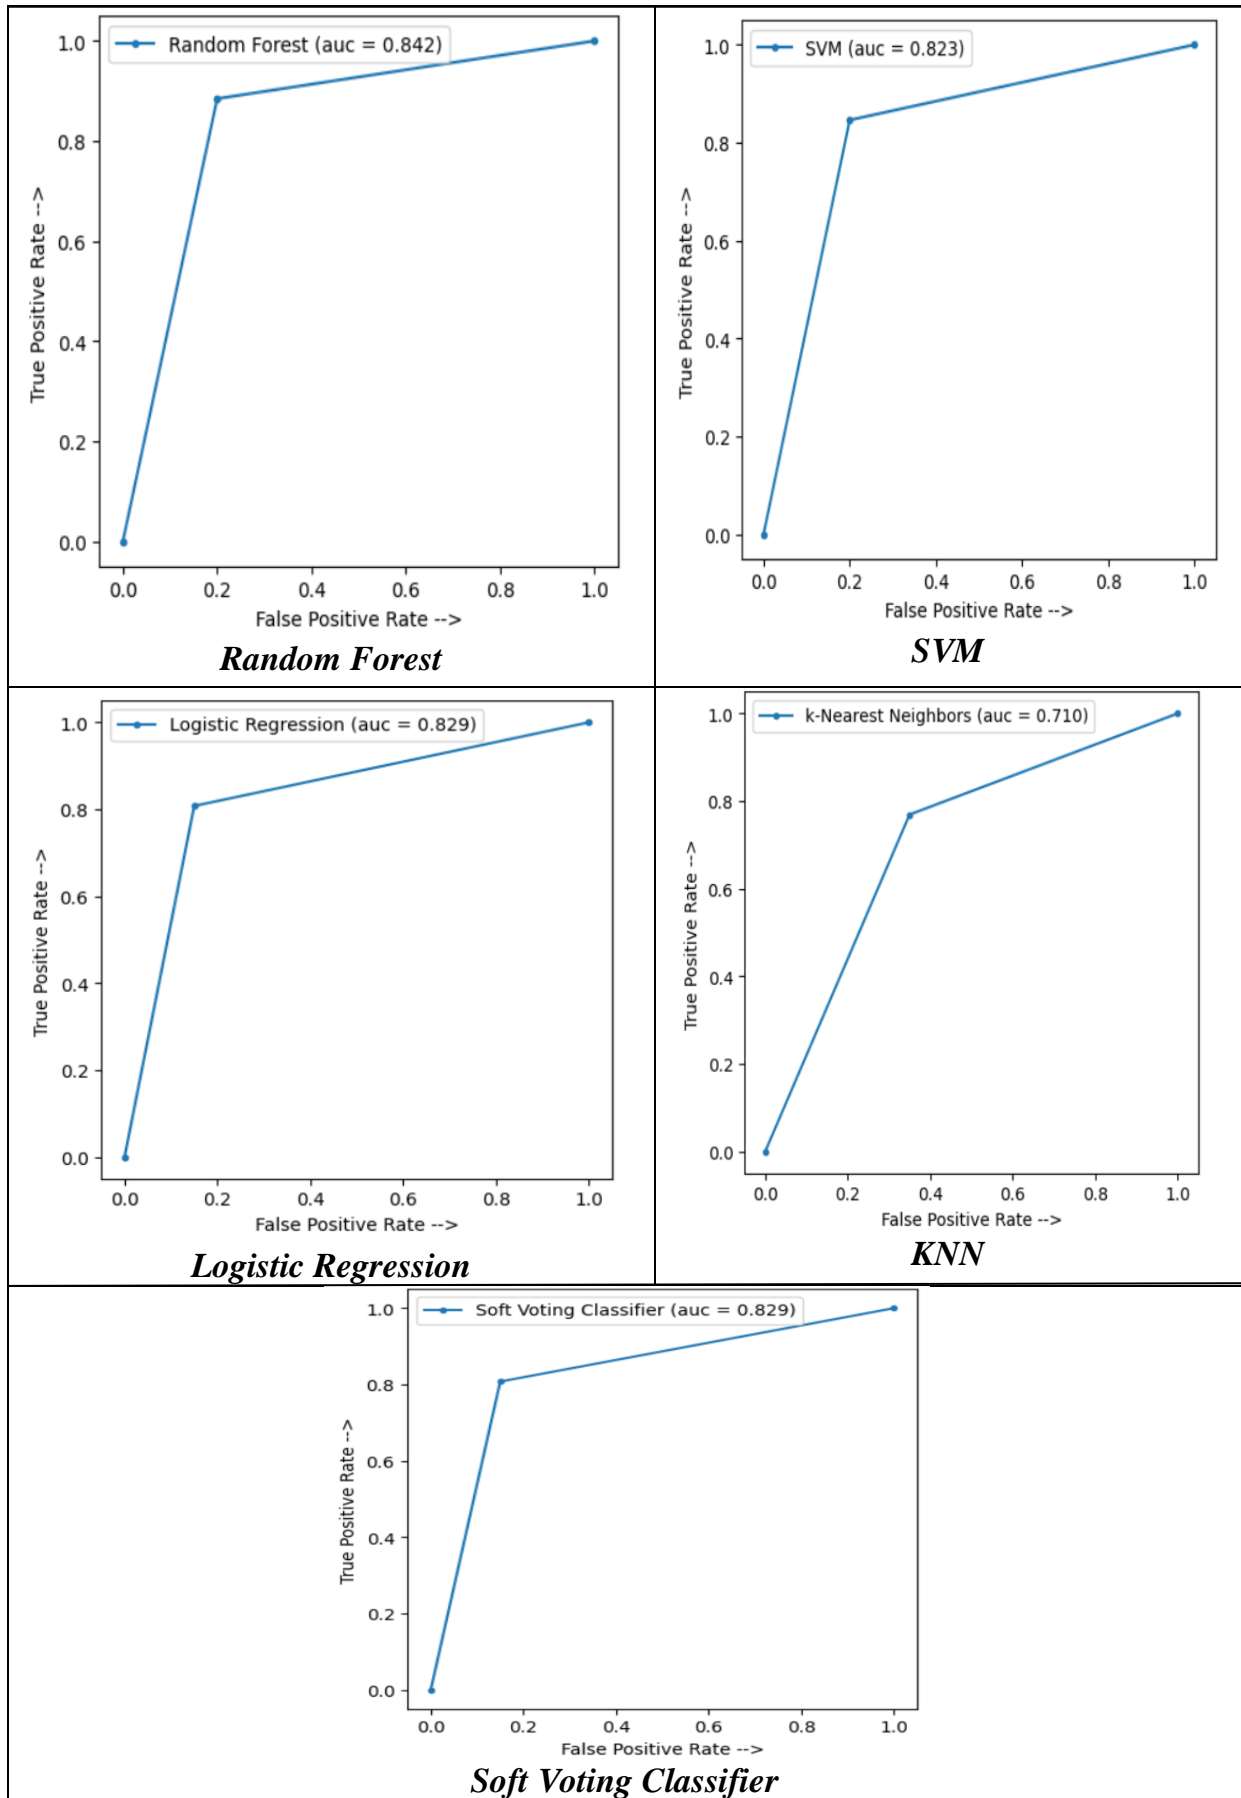 Random Forest (auc = 0.842)
1.0
0.8
0.6
0.4
0.2
0.0
True Positive Rate -->
0.0 0.2 0.4 0.6 0.8 1.0
False Positive Rate -->
Random Forest
SVM (auc = 0.823)
1.0
0.8
0.6
0.4
0.2
0.0
True Positive Rate -->
0.0 0.2 0.4 0.6 0.8 1.0
False Positive Rate -->
SVM
Logistic Regression (auc = 0.829)
1.0
0.8
0.6
0.4
0.2
0.0
True Positive Rate -->
0.0 0.2 0.4 0.6 0.8 1.0
False Positive Rate -->
Logistic Regression
k-Nearest Neighbors (auc = 0.710)
1.0
0.8
0.6
0.4
0.2
0.0
True Positive Rate -->
0.0 0.2 0.4 0.6 0.8 1.0
False Positive Rate -->
KNN
Soft Voting Classifier (auc = 0.829)
1.0
0.8
0.6
0.4
0.2
0.0
True Positive Rate -->
0.0 0.2 0.4 0.6 0.8 1.0
False Positive Rate -->
Soft Voting Classifier